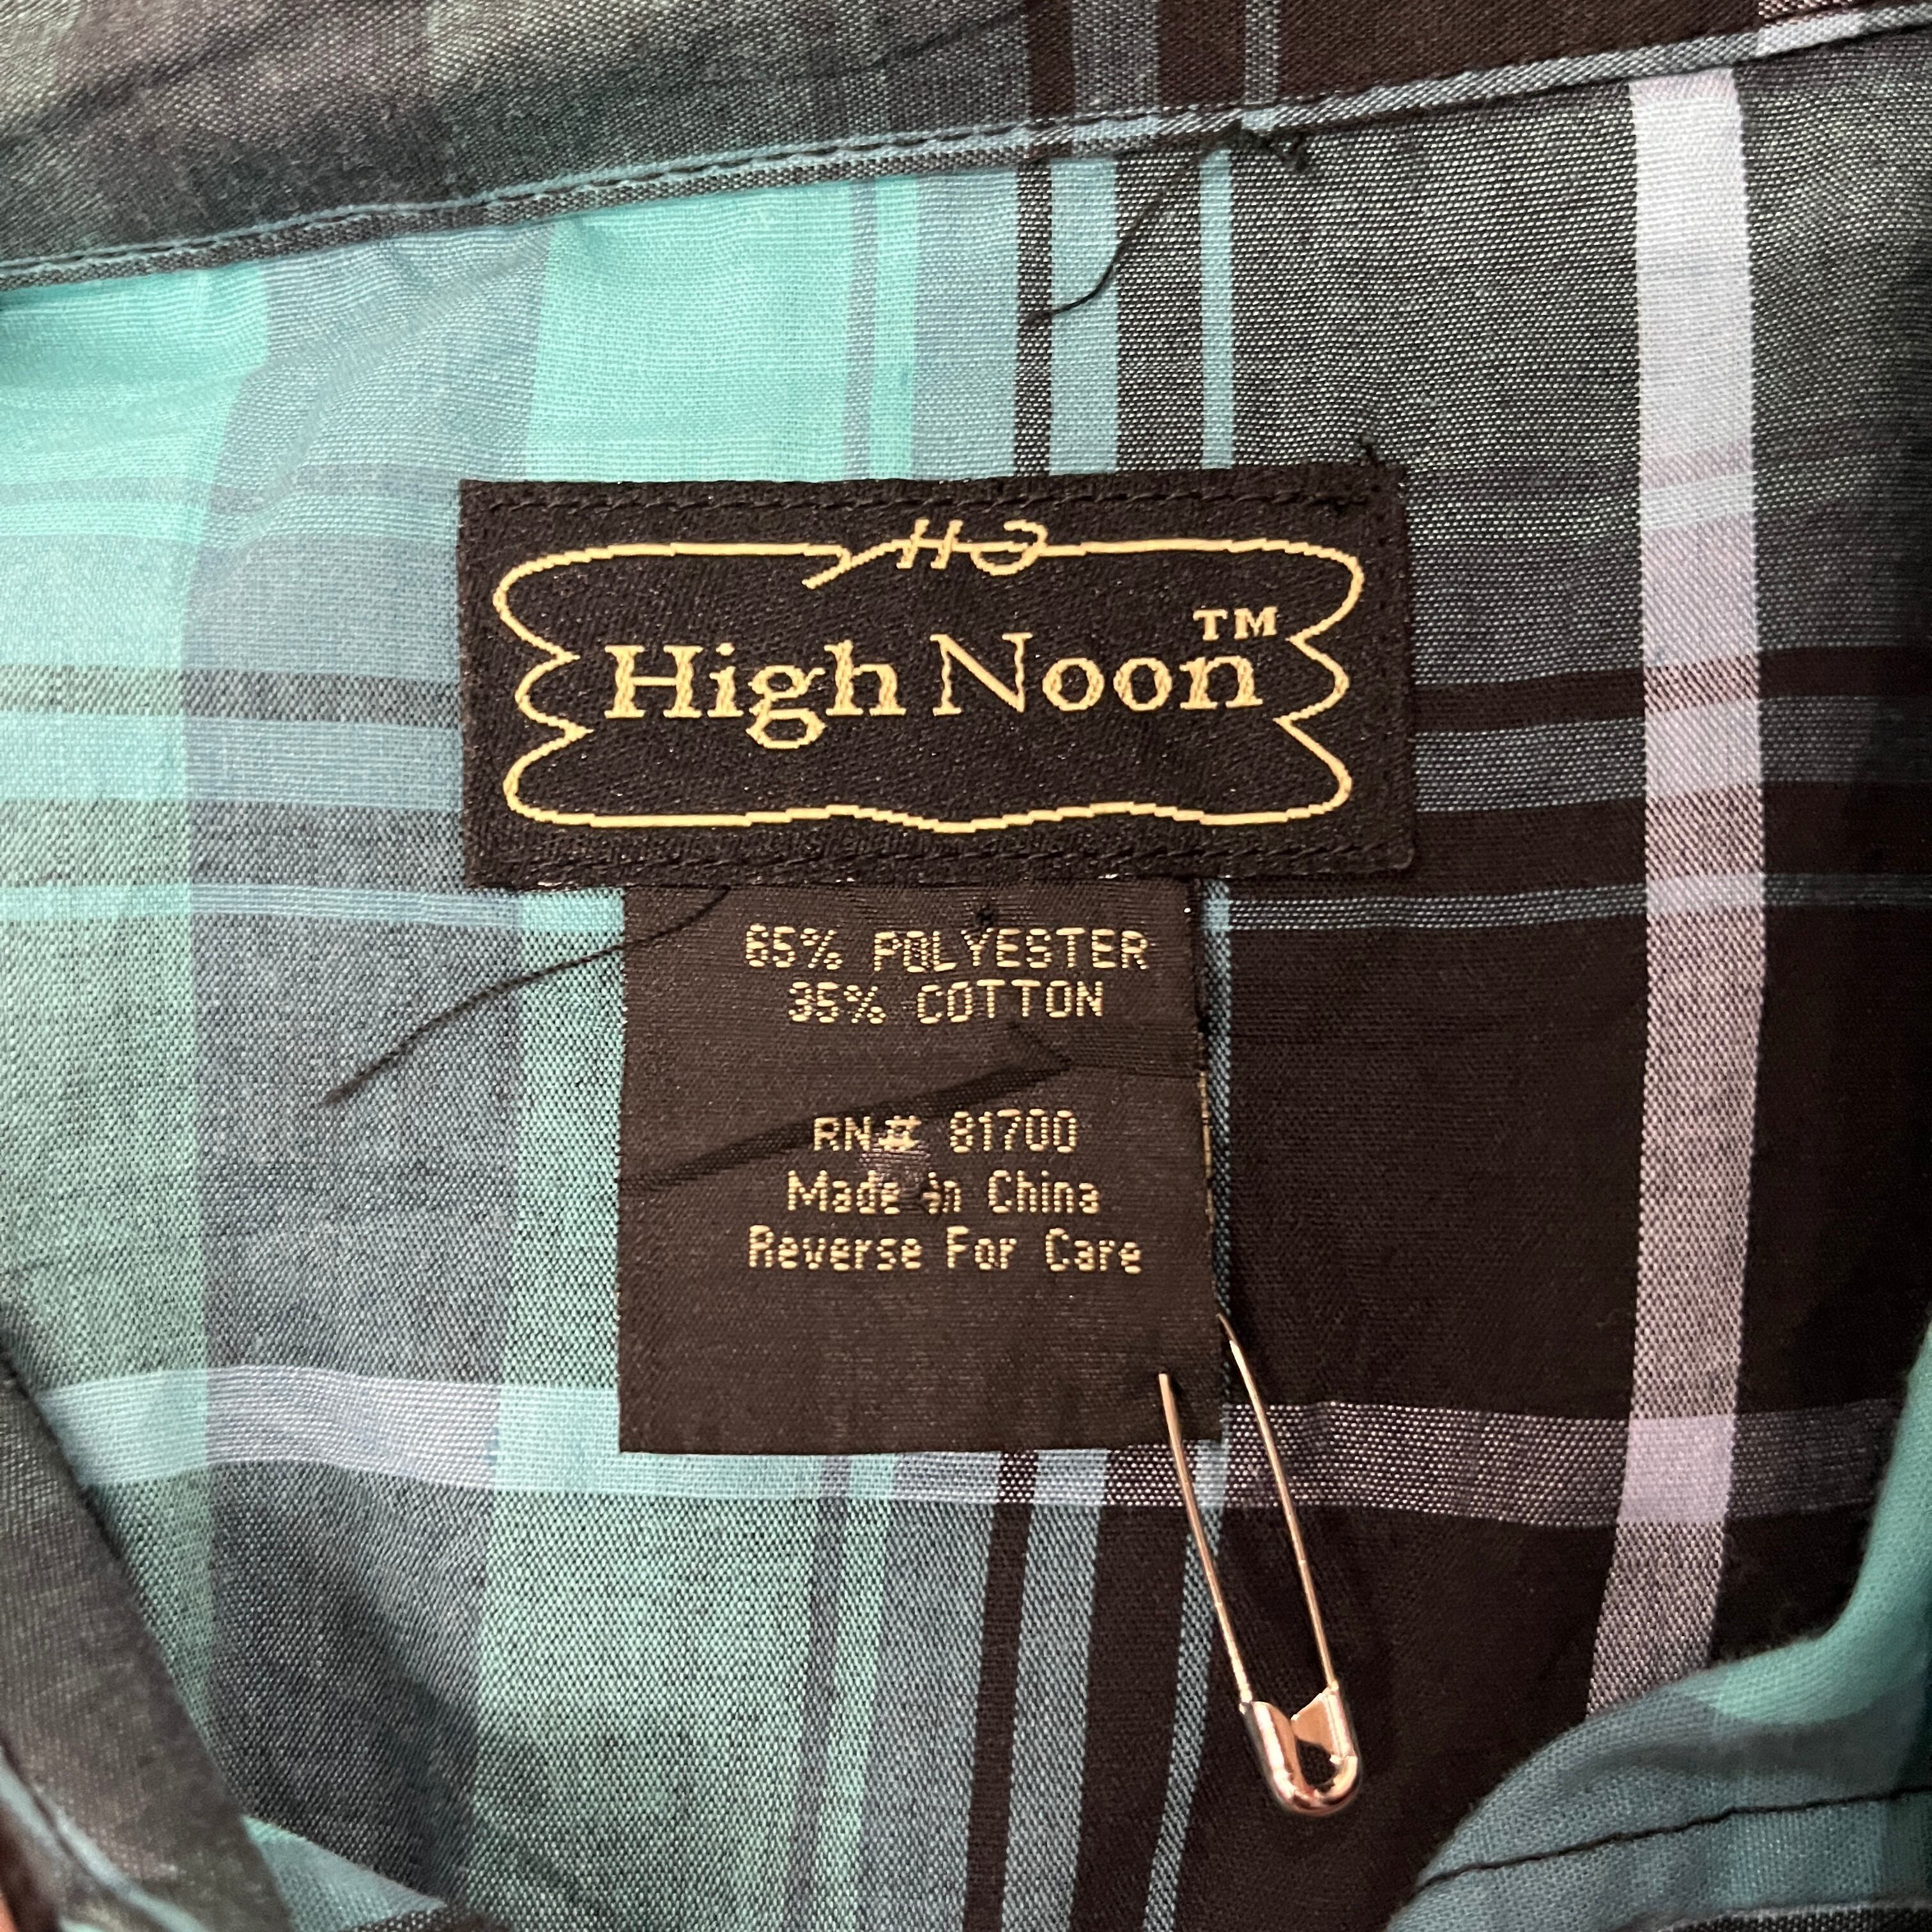 High Noon™
65% POLYESTER
35% COTTON
RN# 81700
Made in China
Reverse For Care